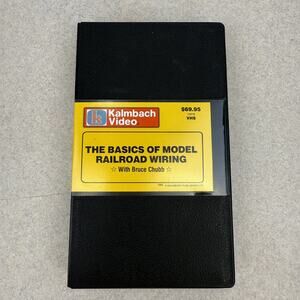 Kalmbach
Video
$69.95
VHS
THE BASICS OF MODEL
RAILROAD WIRING
☆ With Bruce Chubb ☆